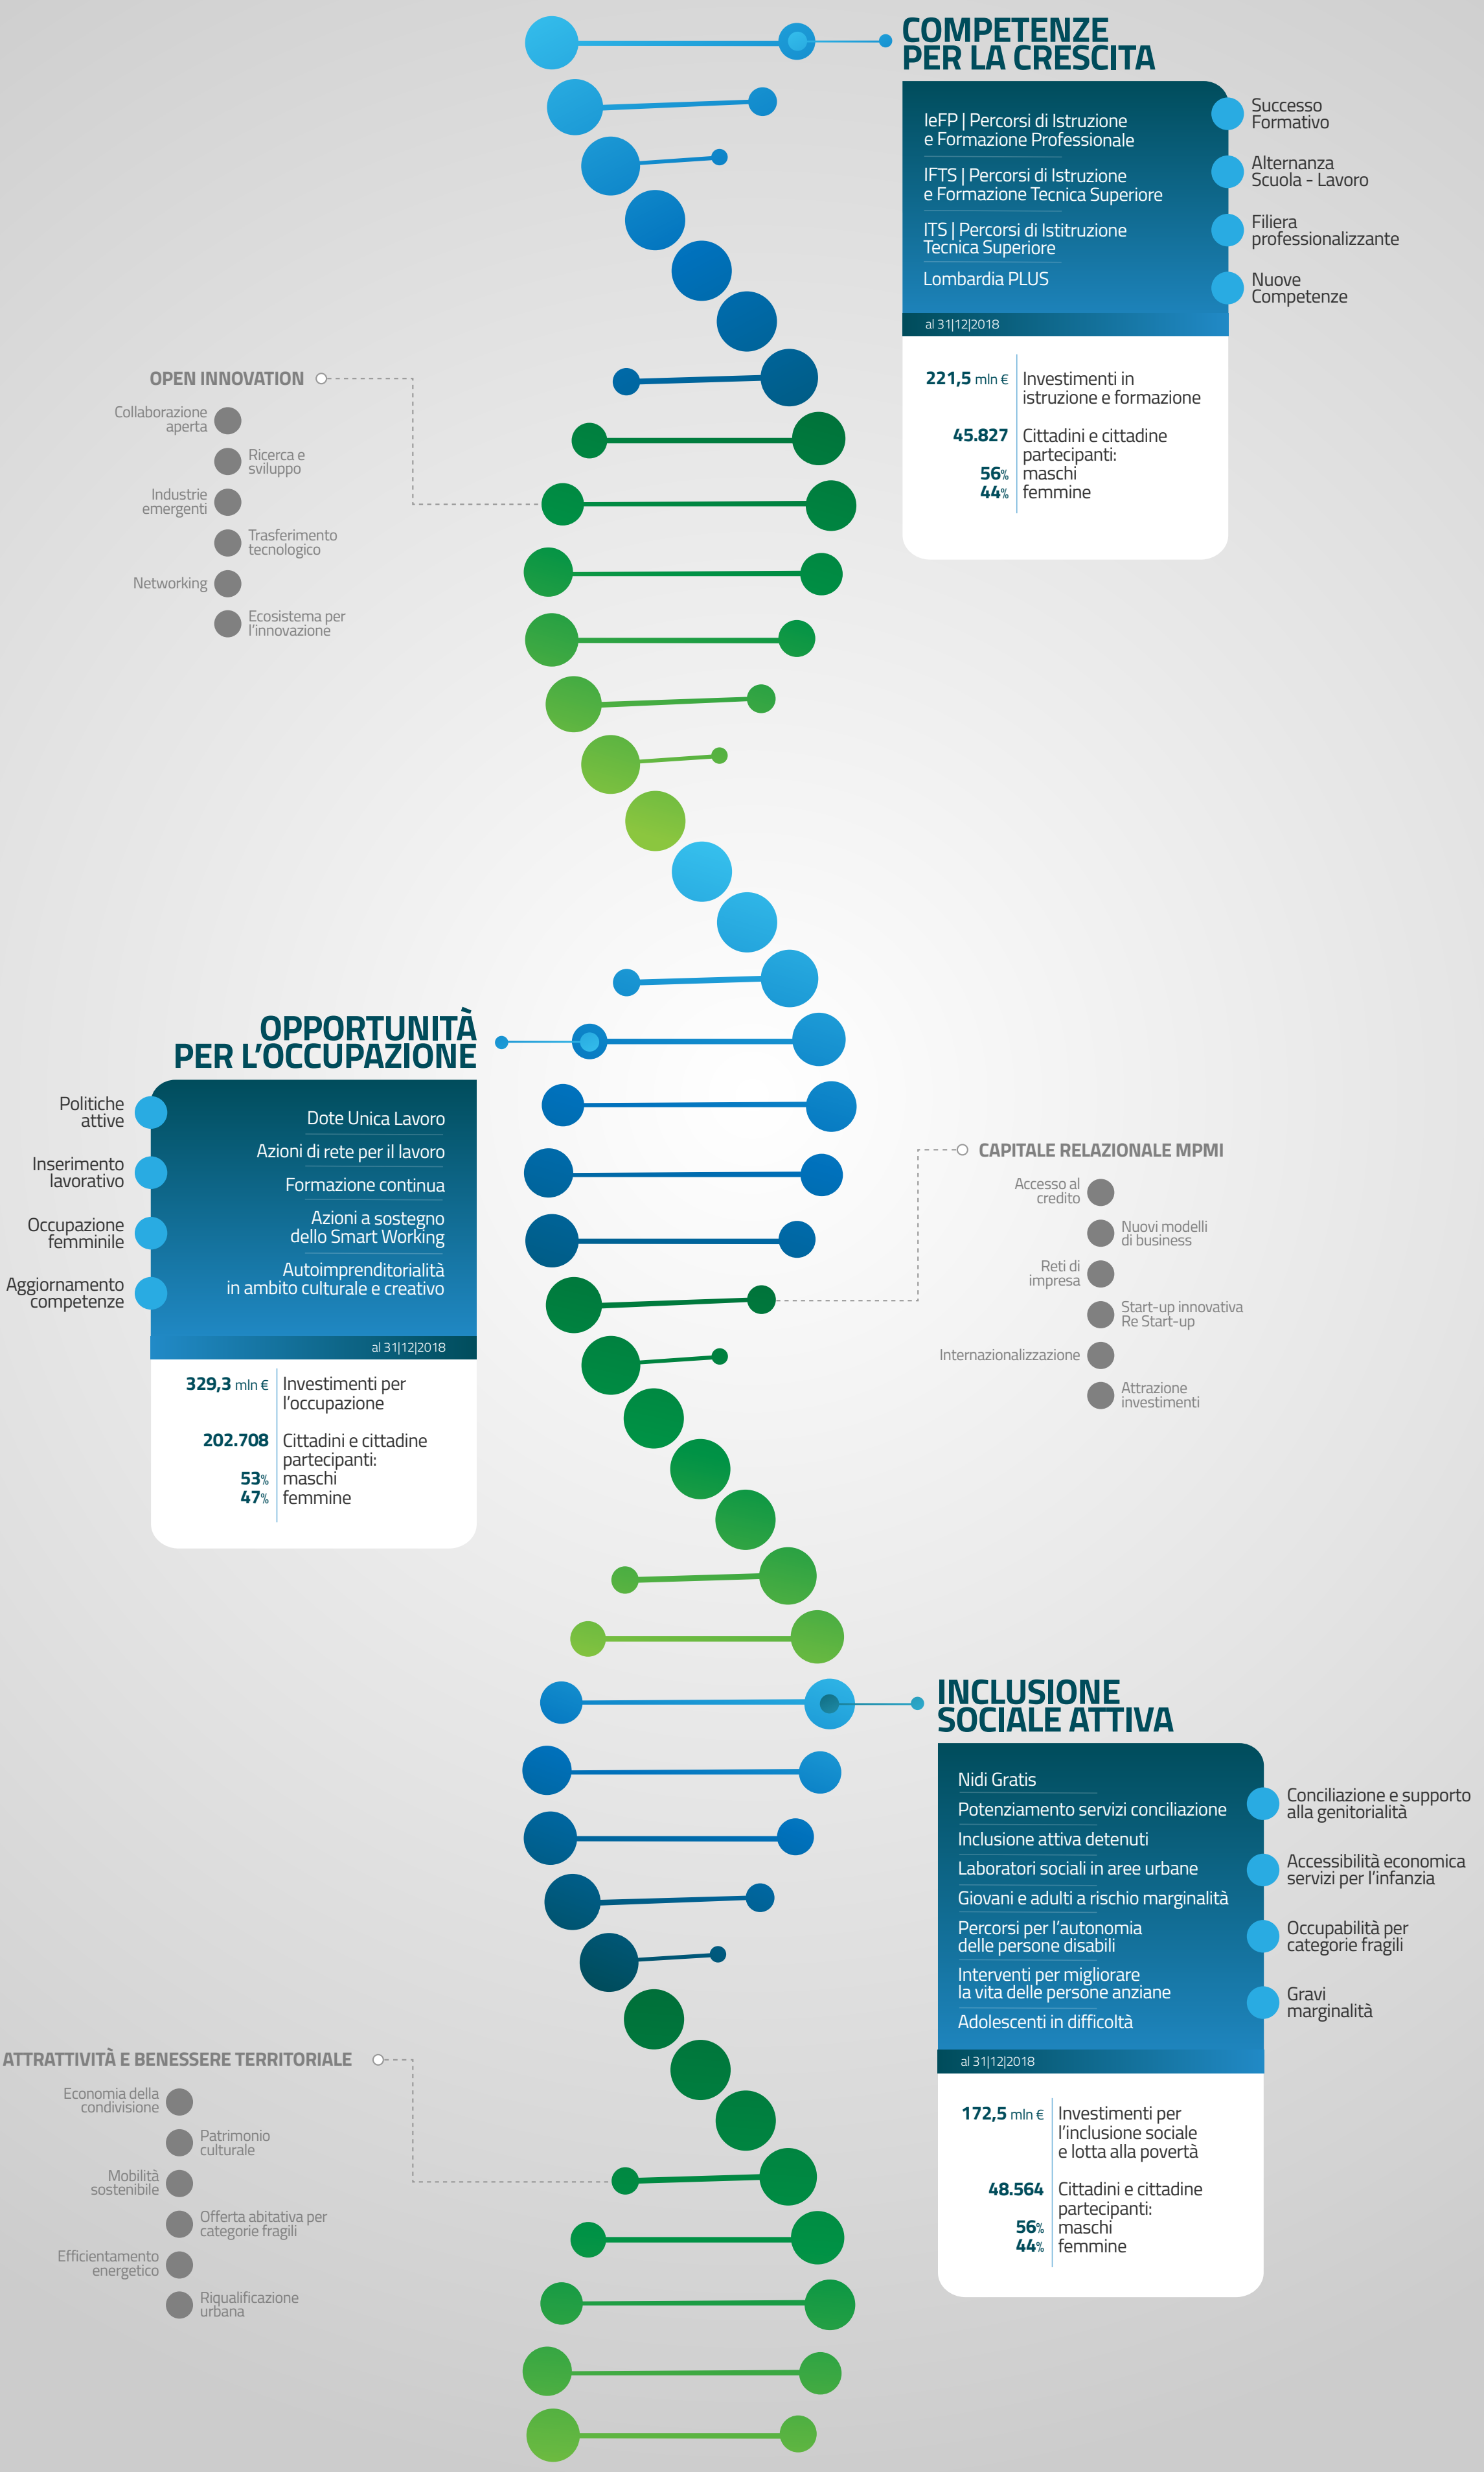 COMPETENZE
PER LA CRESCITA
IeFP | Percorsi di Istruzione
e Formazione Professionale
IFTS | Percorsi di Istruzione
e Formazione Tecnica Superiore
ITS | Percorsi di Istituzione
Tecnica Superiore
Lombardia PLUS
Successo
Formativo
Alternanza
Scuola - Lavoro
Filiera
professionalizzante
Nuove
Competenze
al 31|12|2018
221,5 mln € Investimenti in
istruzione e formazione
45.827 Cittadini e cittadine
partecipanti:
56% maschi
44% femmine
OPEN INNOVATION
Collaborazione
aperta
Ricerca e
sviluppo
Industrie
emergenti
Trasferimento
tecnologico
Networking
Ecosistema per
l'innovazione
OPPORTUNITÀ
PER L'OCCUPAZIONE
Politiche
attive
Inserimento
lavorativo
Occupazione
femminile
Aggiornamento
competenze
Dote Unica Lavoro
Azioni di rete per il lavoro
Formazione continua
Azioni a sostegno
dello Smart Working
Autoimprenditorialità
in ambito culturale e creativo
al 31|12|2018
329,3 mln € Investimenti per
l'occupazione
202.708 Cittadini e cittadine
partecipanti:
53% maschi
47% femmine
CAPITALE RELAZIONALE MPMI
Accesso al
credito
Nuovi modelli
di business
Reti di
impresa
Start-up innovativa
Re Start-up
Internazionalizzazione
Attrazione
investimenti
INCLUSIONE
SOCIALE ATTIVA
Nidi Gratis
Potenziamento servizi conciliazione
Inclusione attiva detenuti
Laboratori sociali in aree urbane
Giovani e adulti a rischio marginalità
Percorsi per l'autonomia
delle persone disabili
Interventi per migliorare
la vita delle persone anziane
Adolescenti in difficoltà
Conciliazione e supporto
alla genitorialità
Accessibilità economica
servizi per l'infanzia
Occupabilità per
categorie fragili
Gravi
marginalità
al 31|12|2018
172,5 mln € Investimenti per
l'inclusione sociale
e lotta alla povertà
48.564 Cittadini e cittadine
partecipanti:
56% maschi
44% femmine
ATTRATTIVITÀ E BENESSERE TERRITORIALE
Economia della
condivisione
Patrimonio
culturale
Mobilità
sostenibile
Offerta abitativa per
categorie fragili
Efficientamento
energetico
Riqualificazione
urbana